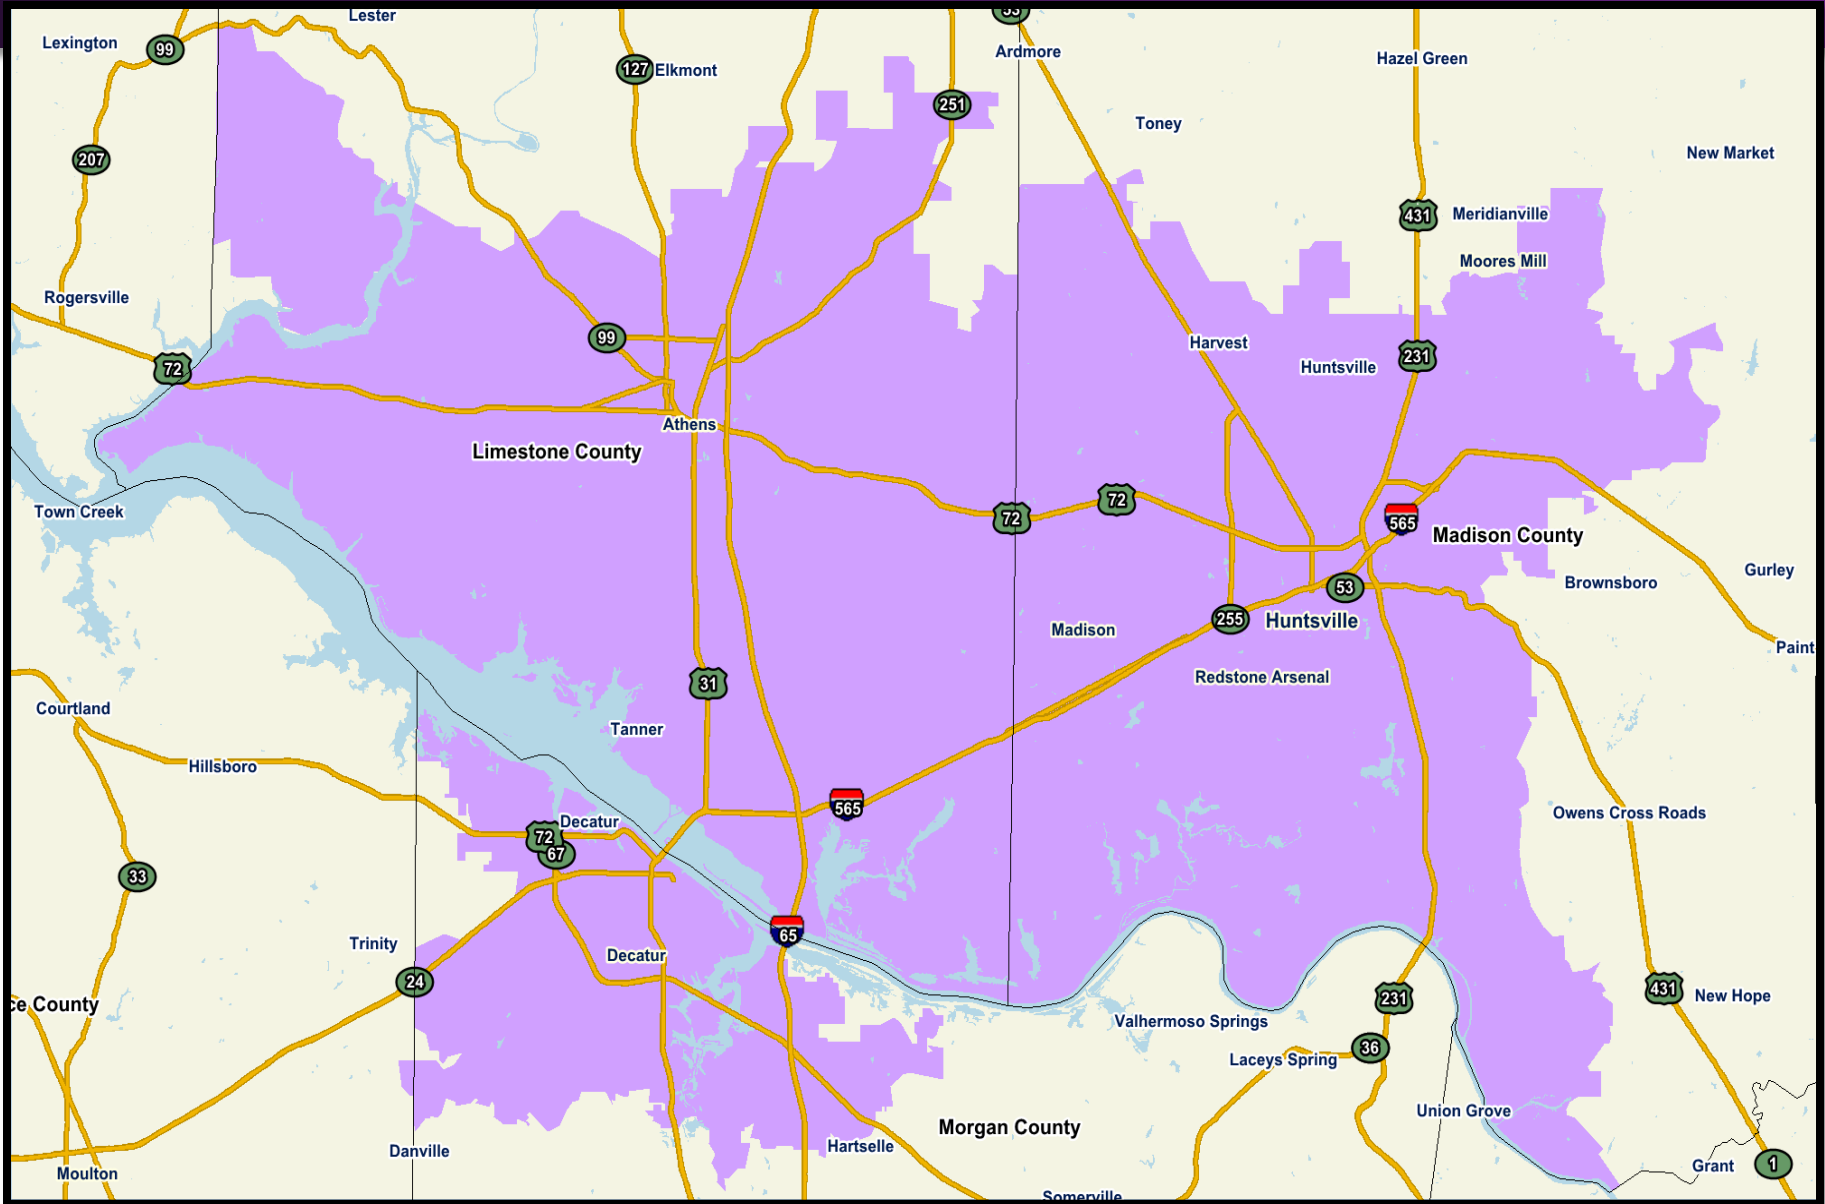 Lester
53
Lexington
99
Ardmore
Hazel Green
127
Elkmont
251
Toney
207
New Market
431
Meridianville
Moores Mill
Rogersville
99
Harvest
231
72
Huntsville
Athens
Limestone County
Town Creek
72
72
565
Madison County
Gurley
Brownsboro
53
255
Huntsville
Madison
Paint
31
Redstone Arsenal
Courtland
Tanner
Hillsboro
565
Owens Cross Roads
Decatur
72
67
33
65
Trinity
Decatur
24
ce County
231
431
New Hope
Valhermoso Springs
36
Laceys Spring
Union Grove
Morgan County
Hartselle
Danville
Moulton
Grant
1
Somerville